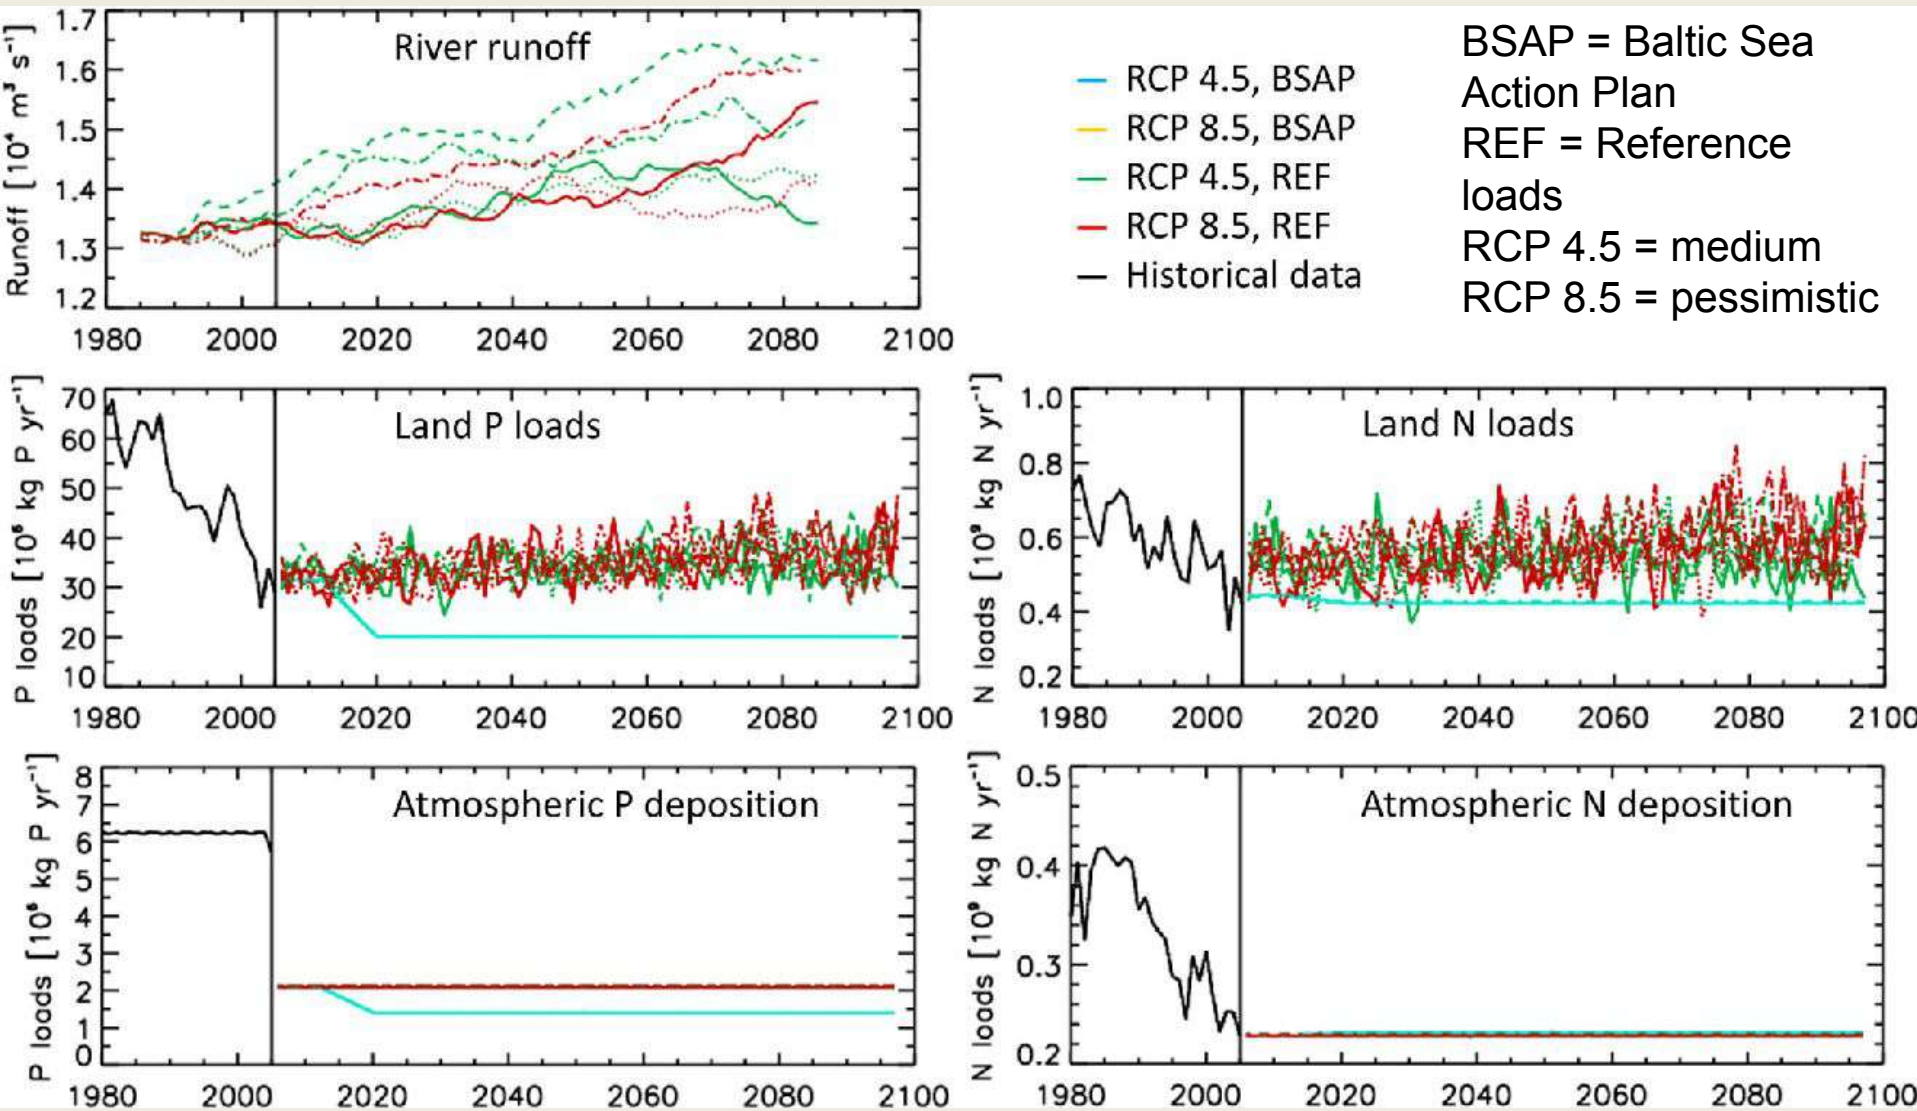 River runoff
Runoff [10⁴ m³ s⁻¹]
1.7
1.6
1.5
1.4
1.3
1.2
1980 2000 2020 2040 2060 2080 2100
RCP 4.5, BSAP
RCP 8.5, BSAP
RCP 4.5, REF
RCP 8.5, REF
Historical data
BSAP = Baltic Sea
Action Plan
REF = Reference
loads
RCP 4.5 = medium
RCP 8.5 = pessimistic
Land P loads
P loads [10⁶ kg P yr⁻¹]
70
60
50
40
30
20
10
1980 2000 2020 2040 2060 2080 2100
Land N loads
N loads [10⁹ kg N yr⁻¹]
1.0
0.8
0.6
0.4
0.2
1980 2000 2020 2040 2060 2080 2100
Atmospheric P deposition
P loads [10⁶ kg P yr⁻¹]
8
7
6
5
4
3
2
1
0
1980 2000 2020 2040 2060 2080 2100
Atmospheric N deposition
N loads [10⁹ kg N yr⁻¹]
0.5
0.4
0.3
0.2
1980 2000 2020 2040 2060 2080 2100